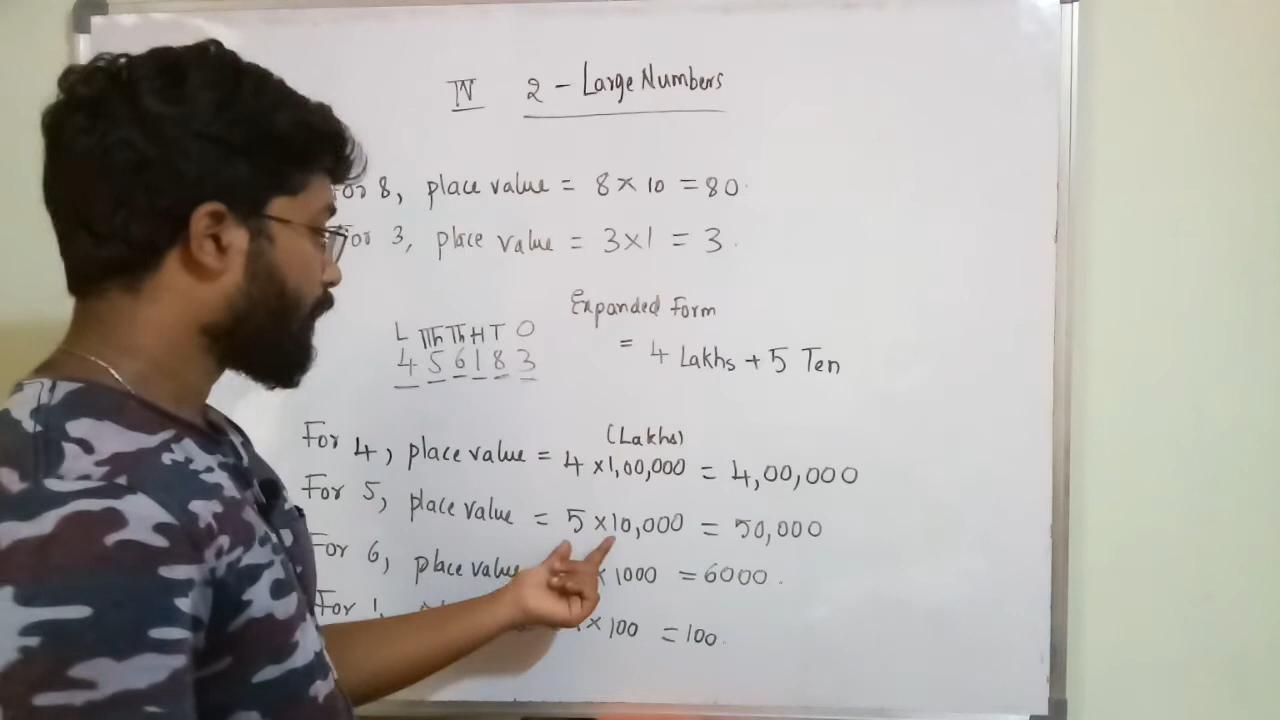 IV 2 - Large Numbers
For 8, place value = 8 × 10 = 80.
For 3, place value = 3×1 = 3.
L TTh Th H T O
4 5 6 1 8 3
Expanded Form
= 4 Lakhs + 5 Ten
(Lakhs)
For 4, place value = 4 ×1,00,000 = 4,00,000
For 5, place value = 5 ×10,000 = 50,000
For 6, place value × 1000 = 6000.
For 1, × 100 = 100.